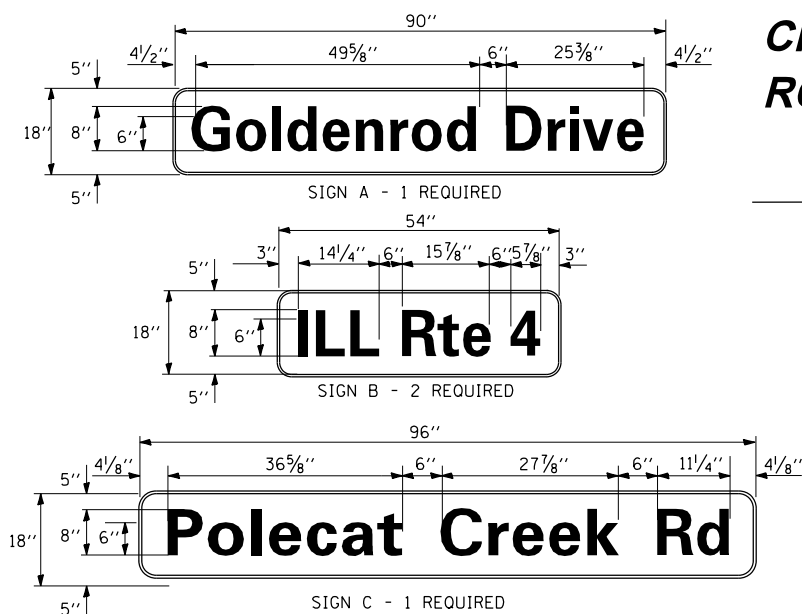 90''
4½'' 49⅝'' 6'' 25⅜'' 4½''
5''
18'' 8'' 6'' Goldenrod Drive
5''
SIGN A - 1 REQUIRED
54''
3'' 14¼'' 6'' 15⅞'' 6'' 5⅞'' 3''
5''
18'' 8'' 6'' ILL Rte 4
5''
SIGN B - 2 REQUIRED
96''
4⅛'' 36⅝'' 6'' 27⅞'' 6'' 11¼'' 4⅛''
5''
18'' 8'' 6'' Polecat Creek Rd
5''
SIGN C - 1 REQUIRED